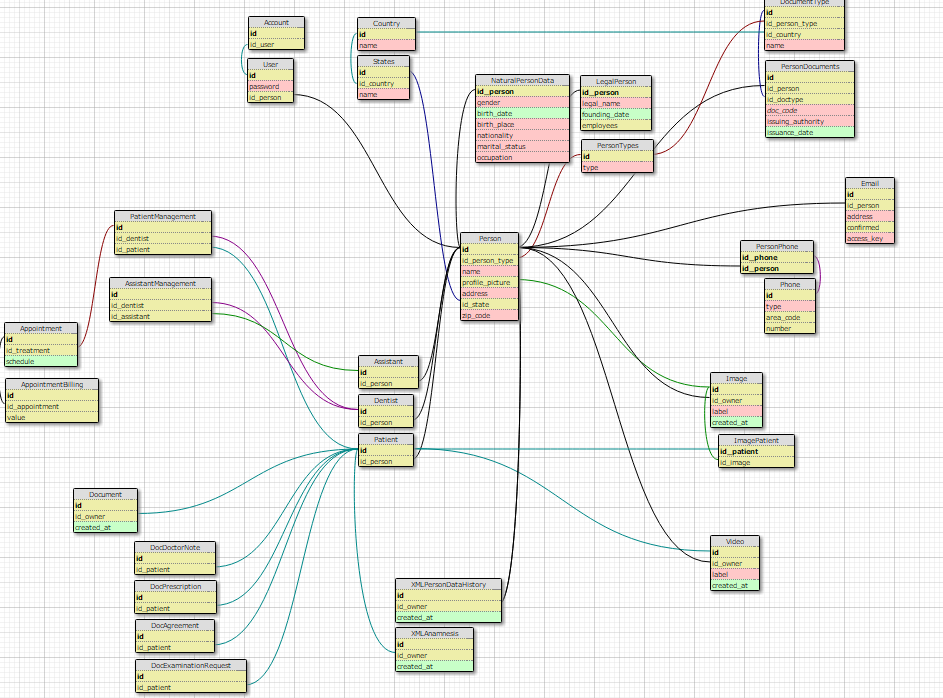 DocumentType
id
id_person_type
id_country
name
Account
id
id_user
Country
id
name
User
id
password
id_person
States
id
id_country
name
PersonDocuments
id
id_person
id_doctype
doc_code
issuing_authority
issuance_date
NaturalPersonData
id_person
gender
birth_date
birth_place
nationality
marital_status
occupation
LegalPerson
id_person
legal_name
founding_date
employees
PersonTypes
id
type
Email
id
id_person
address
confirmed
access_key
PatientManagement
id
id_dentist
id_patient
Person
id
id_person_type
name
profile_picture
address
id_state
zip_code
PersonPhone
id_phone
id_person
AssistantManagement
id
id_dentist
id_assistant
Phone
id
type
area_code
number
Appointment
id
id_treatment
schedule
Assistant
id
id_person
AppointmentBilling
id
id_appointment
value
Image
id
id_owner
label
created_at
Dentist
id
id_person
Patient
id
id_person
ImagePatient
id_patient
id_image
Document
id
id_owner
created_at
Video
id
id_owner
label
created_at
DocDoctorNote
id
id_patient
DocPrescription
id
id_patient
XMLPersonDataHistory
id
id_owner
created_at
DocAgreement
id
id_patient
XMLAnamnesis
id
id_owner
created_at
DocExaminationRequest
id
id_patient